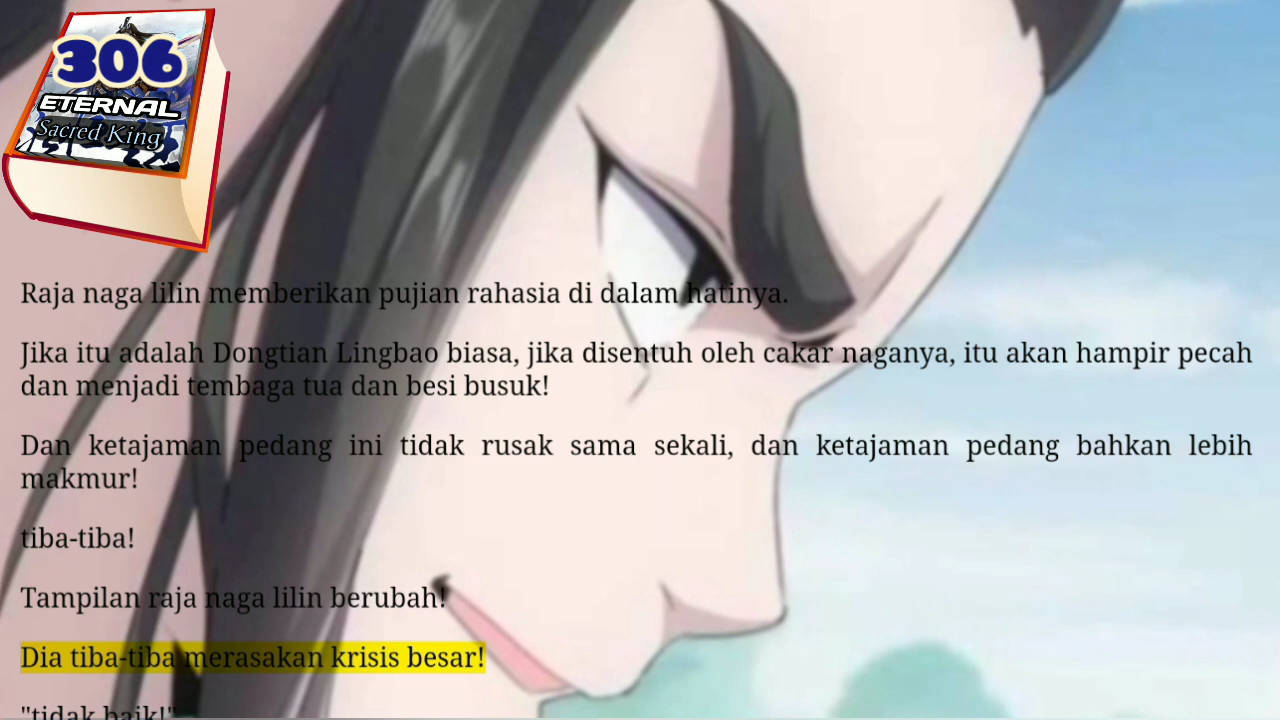 306
ETERNAL
Sacred King
Raja naga lilin memberikan pujian rahasia di dalam hatinya.
Jika itu adalah Dongtian Lingbao biasa, jika disentuh oleh cakar naganya, itu akan hampir pecah
dan menjadi tembaga tua dan besi busuk!
Dan ketajaman pedang ini tidak rusak sama sekali, dan ketajaman pedang bahkan lebih
makmur!
tiba-tiba!
Tampilan raja naga lilin berubah!
Dia tiba-tiba merasakan krisis besar!
"tidak baik!"